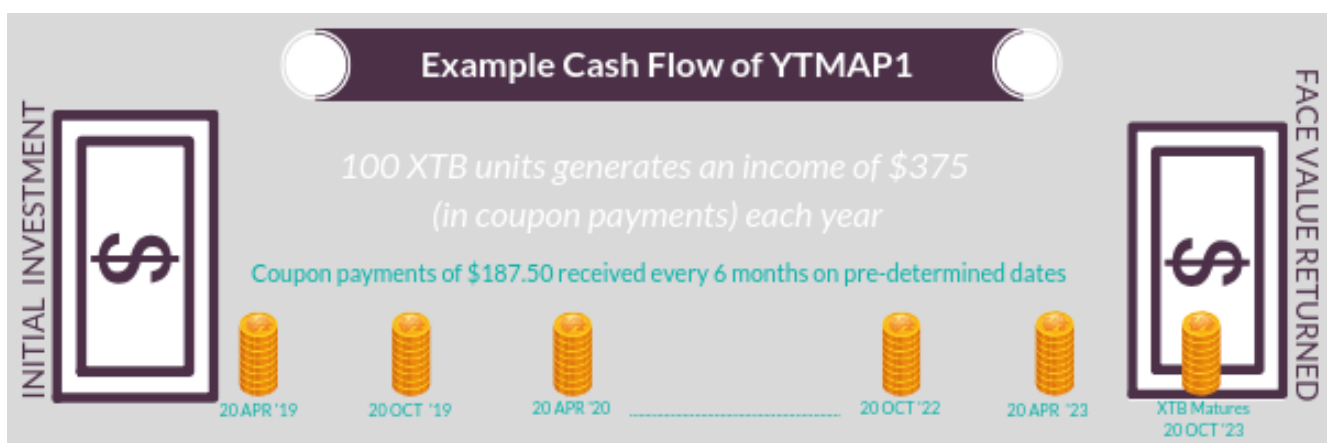 Example Cash Flow of YTMAP1
INITIAL INVESTMENT
100 XTB units generates an income of $375
(in coupon payments) each year
Coupon payments of $187.50 received every 6 months on pre-determined dates
$
$
FACE VALUE RETURNED
20 APR '19
20 OCT '19
20 APR '20
20 OCT '22
20 APR '23
XTB Matures
20 OCT '23